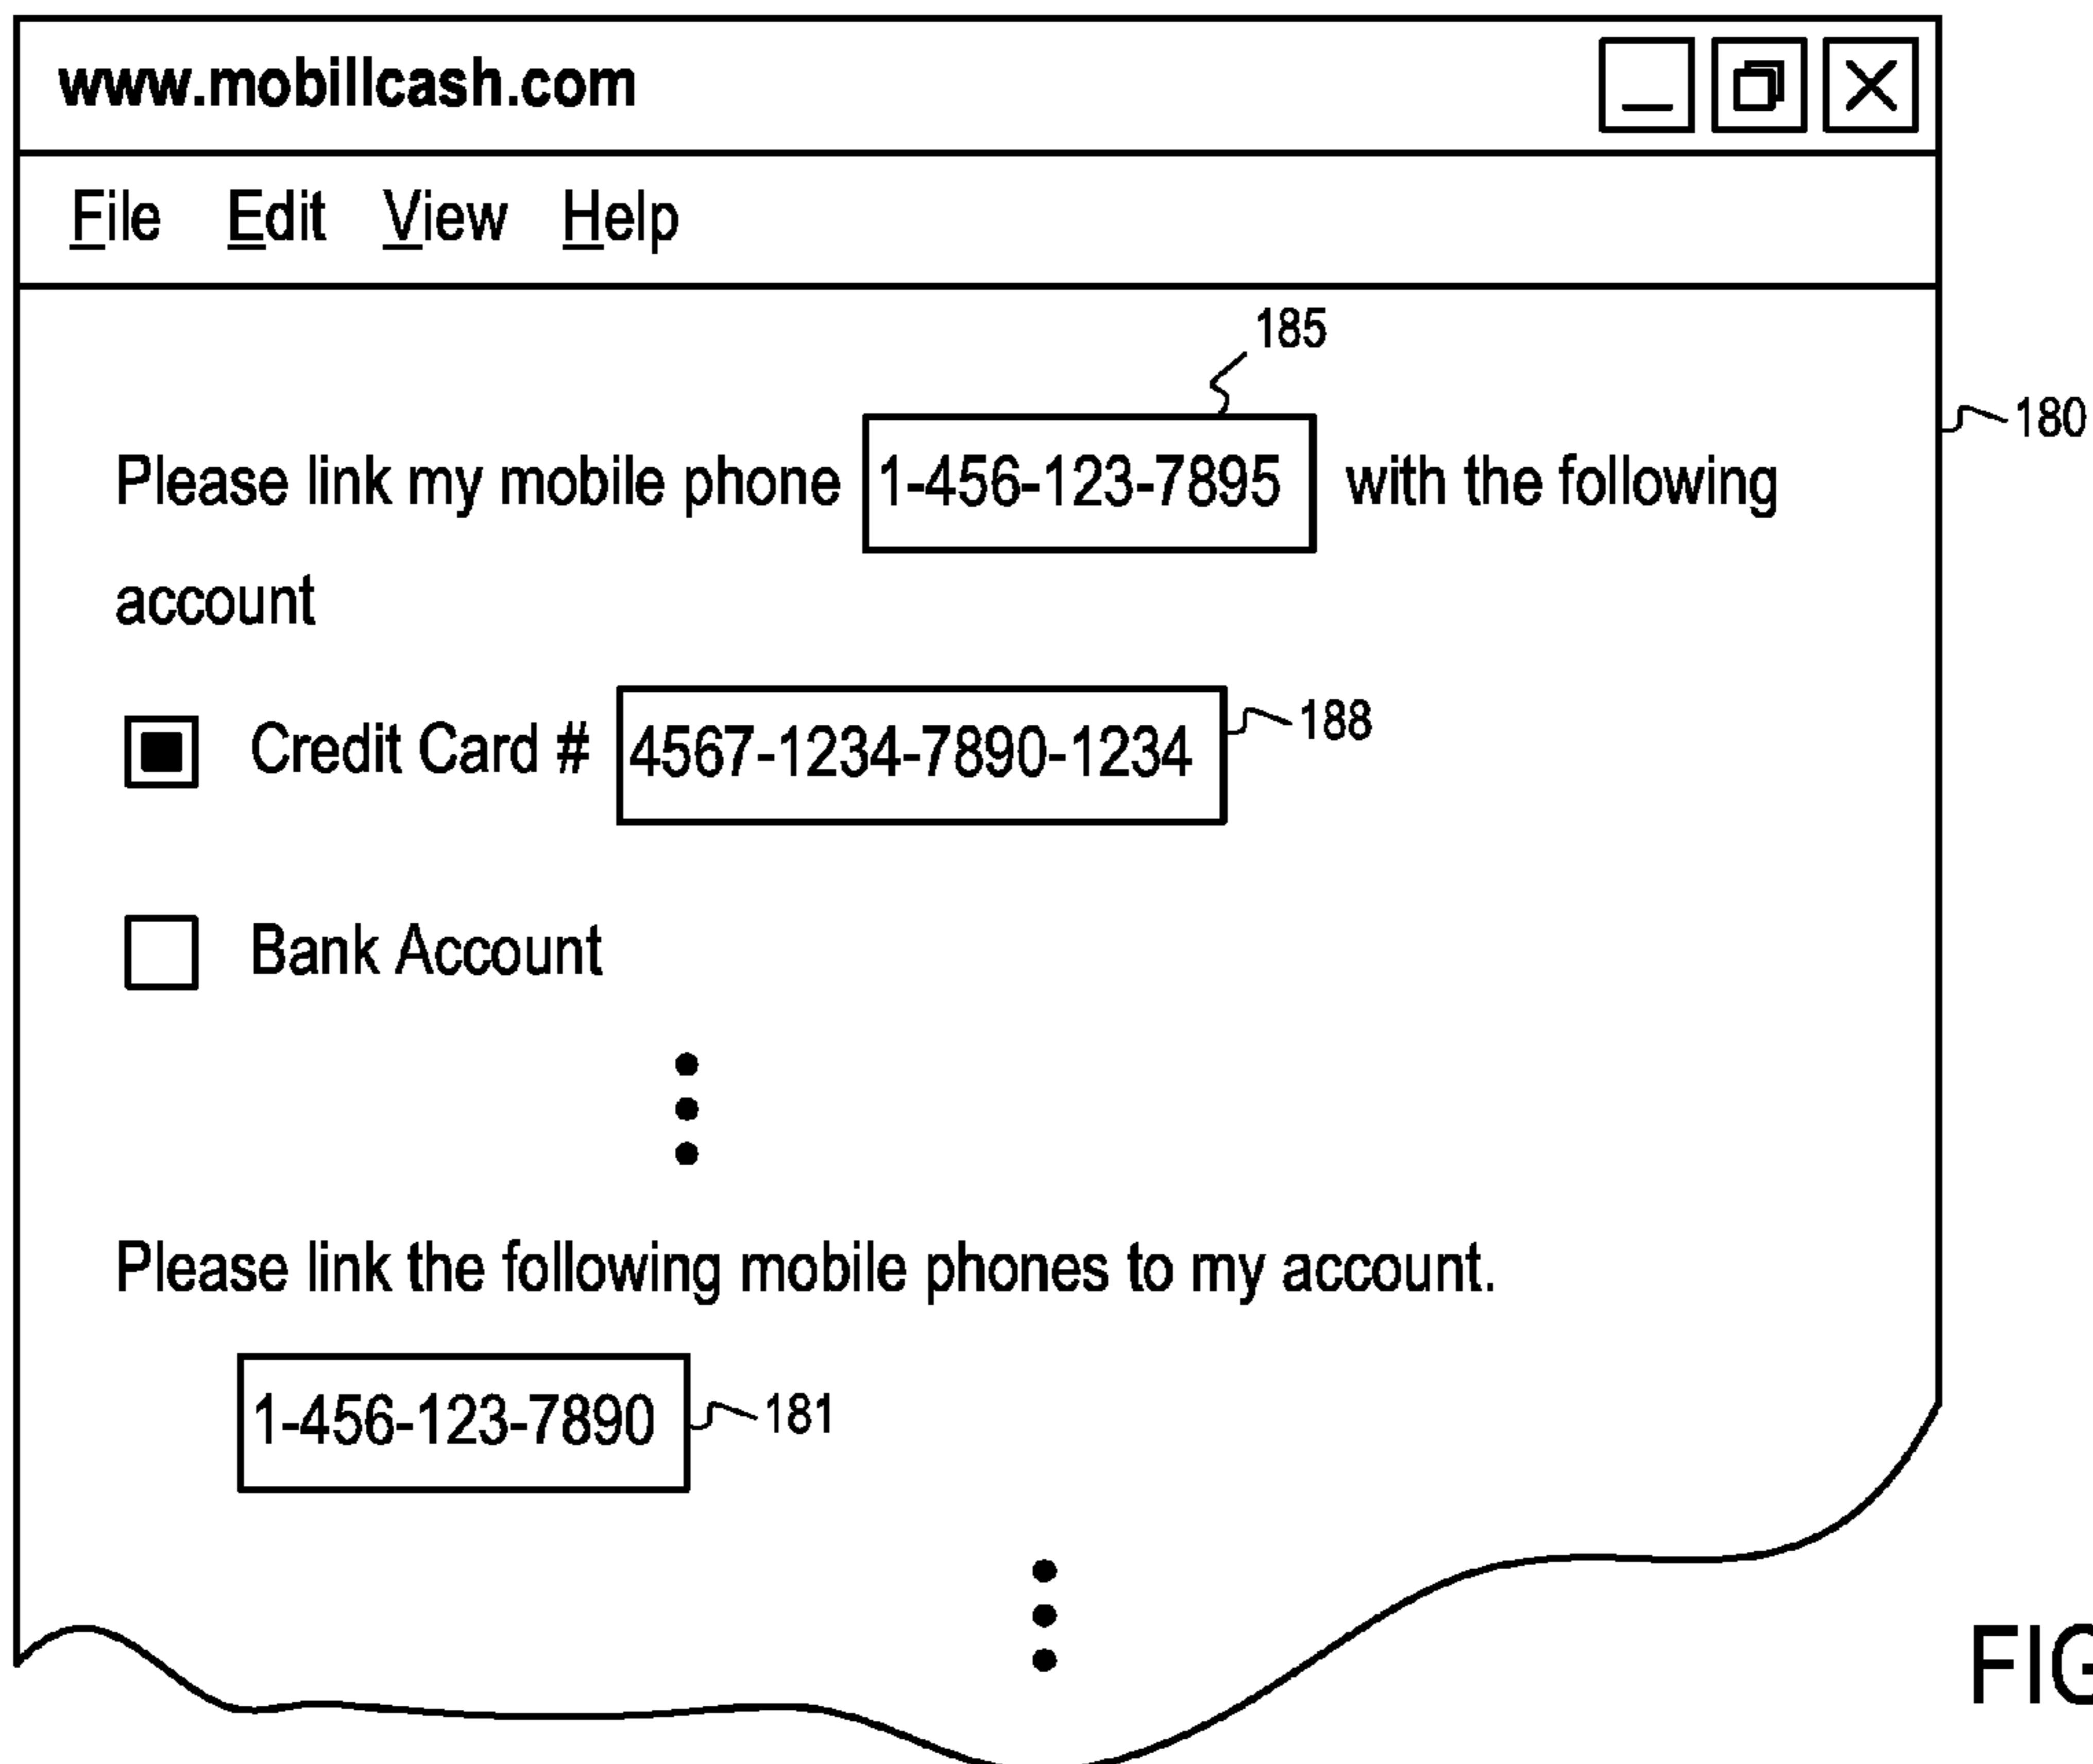 www.mobillcash.com
File Edit View Help
185
180
Please link my mobile phone 1-456-123-7895 with the following
account
Credit Card # 4567-1234-7890-1234 188
Bank Account
Please link the following mobile phones to my account.
1-456-123-7890 181